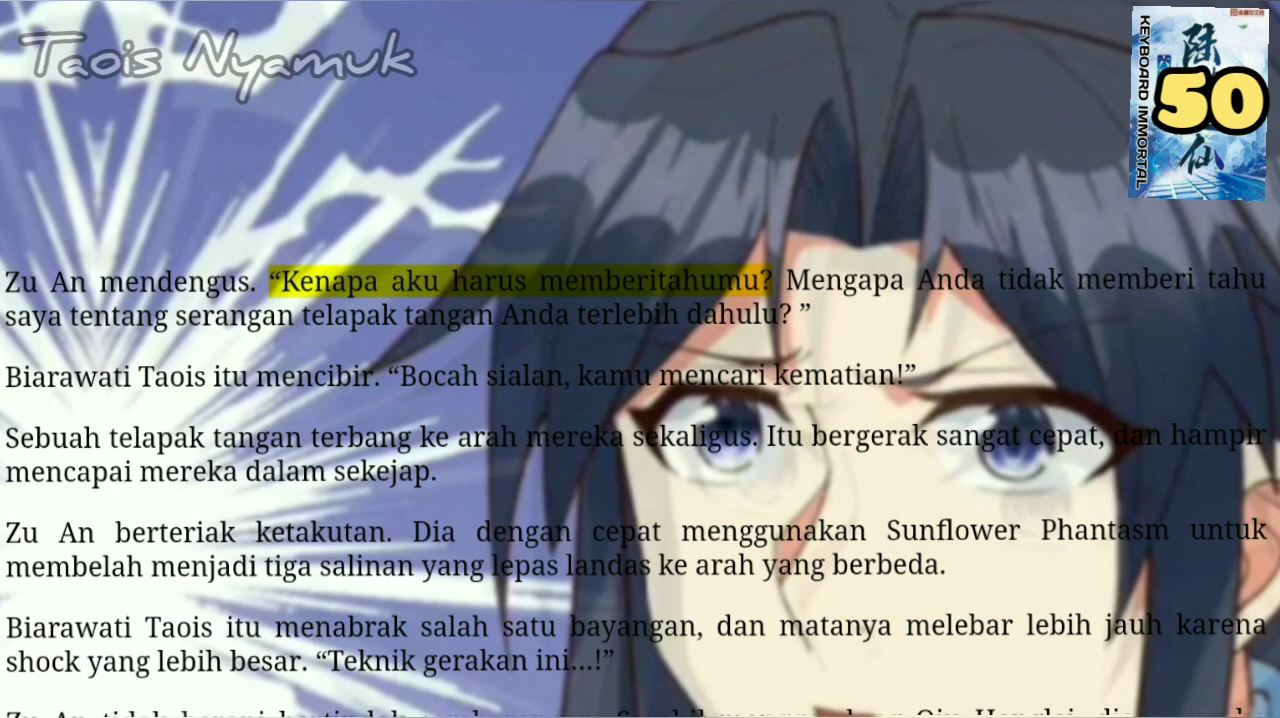 Taois Nyamuk
KEYBOARD IMMORTAL
陆
仙
50
Zu An mendengus. “Kenapa aku harus memberitahumu? Mengapa Anda tidak memberi tahu
saya tentang serangan telapak tangan Anda terlebih dahulu? ”
Biarawati Taois itu mencibir. “Bocah sialan, kamu mencari kematian!”
Sebuah telapak tangan terbang ke arah mereka sekaligus. Itu bergerak sangat cepat, dan hampir
mencapai mereka dalam sekejap.
Zu An berteriak ketakutan. Dia dengan cepat menggunakan Sunflower Phantasm untuk
membelah menjadi tiga salinan yang lepas landas ke arah yang berbeda.
Biarawati Taois itu menabrak salah satu bayangan, dan matanya melebar lebih jauh karena
shock yang lebih besar. “Teknik gerakan ini...!”